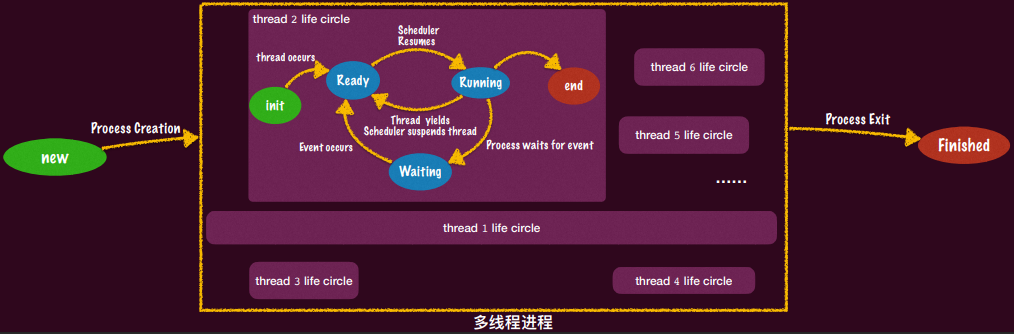 thread 2 life circle
Scheduler
Resumes
thread occurs
Ready
Running
end
init
Thread yields
Scheduler suspends thread
Event occurs
Process waits for event
Waiting
thread 6 life circle
thread 5 life circle
......
Process Creation
new
Process Exit
Finished
thread 1 life circle
thread 3 life circle
thread 4 life circle
多线程进程